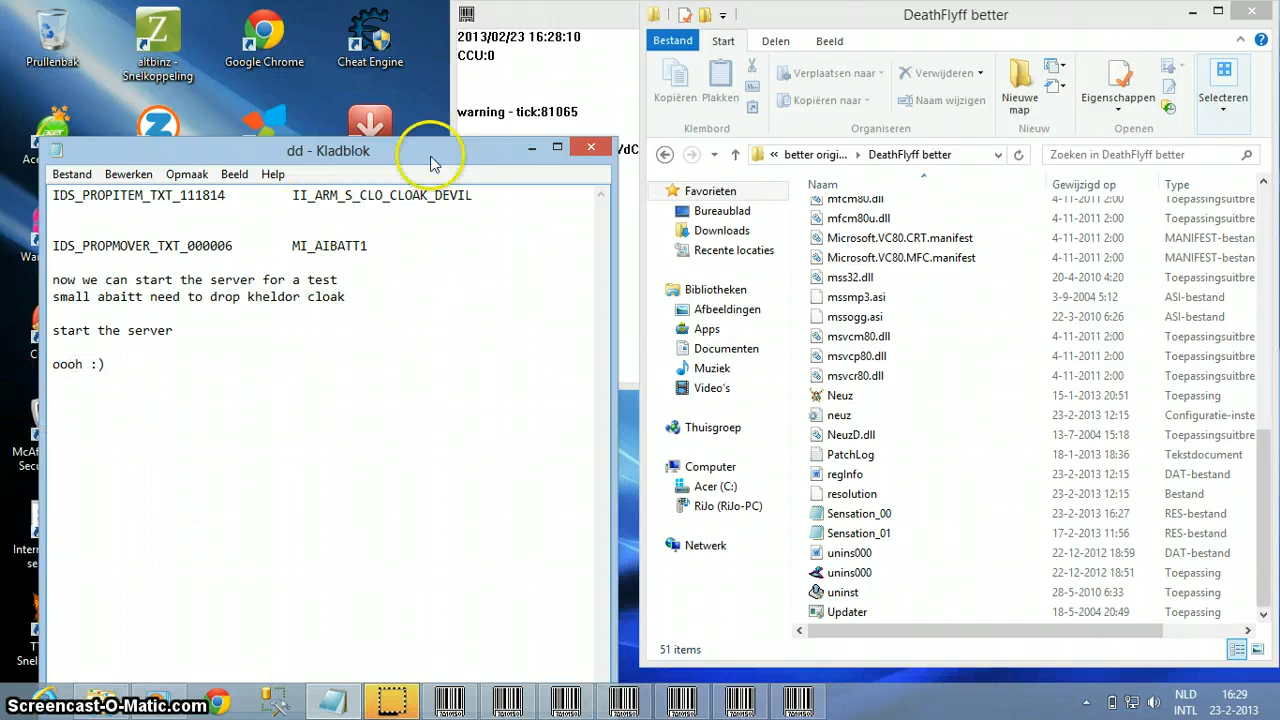 Prullenbak
altbinz -
Snelkoppeling
Google Chrome
Cheat Engine
2013/02/23 16:28:10
CCU:0
warning - tick:81065
dd - Kladblok
Bestand Bewerken Opmaak Beeld Help
IDS_PROPITEM_TXT_111814 II_ARM_S_CLO_CLOAK_DEVIL
IDS_PROPMOVER_TXT_000006 MI_AIBATT1
now we can start the server for a test
small abaitt need to drop kheldor cloak
start the server
oooh :)
DeathFlyff better
Bestand Start Delen Beeld
Kopiëren
Plakken
Verplaatsen naar
Kopiëren naar
Verwijderen
Naam wijzigen
Nieuwe
map
Eigenschappen
Selecteren
Klembord
Organiseren
Nieuw
Openen
« better origi... DeathFlyff better
Zoeken in DeathFlyff better
Favorieten
Bureaublad
Downloads
Recente locaties
Bibliotheken
Afbeeldingen
Apps
Documenten
Muziek
Video's
Thuisgroep
Computer
Acer (C:)
RiJo (RiJo-PC)
Netwerk
Naam Gewijzigd op Type
mfcm80.dll 4-11-2011 2:00 Toepassingsuitbre
mfcm80u.dll 4-11-2011 2:00 Toepassingsuitbre
Microsoft.VC80.CRT.manifest 4-11-2011 2:00 MANIFEST-bestan
Microsoft.VC80.MFC.manifest 4-11-2011 2:00 MANIFEST-bestan
mss32.dll 20-4-2010 4:20 Toepassingsuitbre
mssmp3.asi 3-9-2004 5:12 ASI-bestand
mssogg.asi 22-3-2010 6:26 ASI-bestand
msvcm80.dll 4-11-2011 2:00 Toepassingsuitbre
msvcp80.dll 4-11-2011 2:00 Toepassingsuitbre
msvcr80.dll 4-11-2011 2:00 Toepassingsuitbre
Neuz 15-1-2013 20:51 Toepassing
neuz 23-2-2013 12:15 Configuratie-inste
NeuzD.dll 13-7-2004 15:18 Toepassingsuitbre
PatchLog 18-1-2013 18:36 Tekstdocument
regInfo 23-2-2013 12:15 DAT-bestand
resolution 23-2-2013 12:15 Bestand
Sensation_00 23-2-2013 16:27 RES-bestand
Sensation_01 17-2-2013 11:56 RES-bestand
unins000 22-12-2012 18:59 DAT-bestand
unins000 22-12-2012 18:51 Toepassing
uninst 28-5-2010 6:33 Toepassing
Updater 18-5-2004 20:49 Toepassing
51 items
Screencast-O-Matic.com
NLD
INTL
16:29
23-2-2013